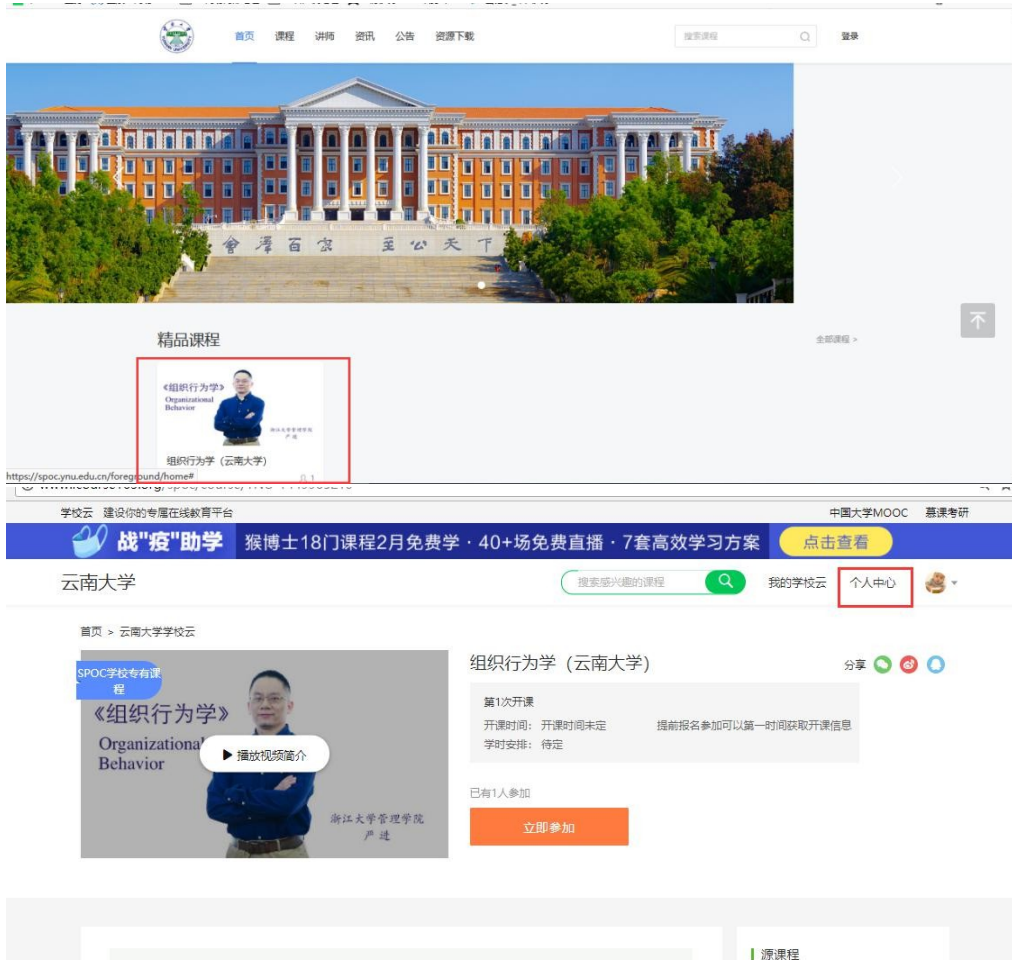 首页 课程 讲师 资讯 公告 资源下载 搜索课程 登录
會澤百家 至公天下
精品课程 全部课程 >
《组织行为学》
Organizational
Behavior
浙江大学管理学院
严 进
组织行为学（云南大学）
https://spoc.ynu.edu.cn/foreground/home#
学校云 建设你的专属在线教育平台 中国大学MOOC 慕课考研
战"疫"助学 猴博士18门课程2月免费学 · 40+场免费直播 · 7套高效学习方案 点击查看
云南大学 搜索感兴趣的课程 我的学校云 个人中心
首页 > 云南大学学校云
SPOC学校专有课
程
《组织行为学》
Organizational
Behavior
播放视频简介
浙江大学管理学院
严 进
组织行为学（云南大学） 分享
第1次开课
开课时间: 开课时间未定 提前报名参加可以第一时间获取开课信息
学时安排: 待定
已有1人参加
立即参加
源课程